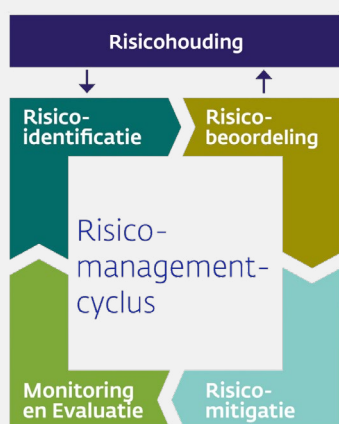 Risicohouding
Risico-
identificatie
Risico-
beoordeling
Risico-
management-
cyclus
Monitoring
en Evaluatie
Risico-
mitigatie